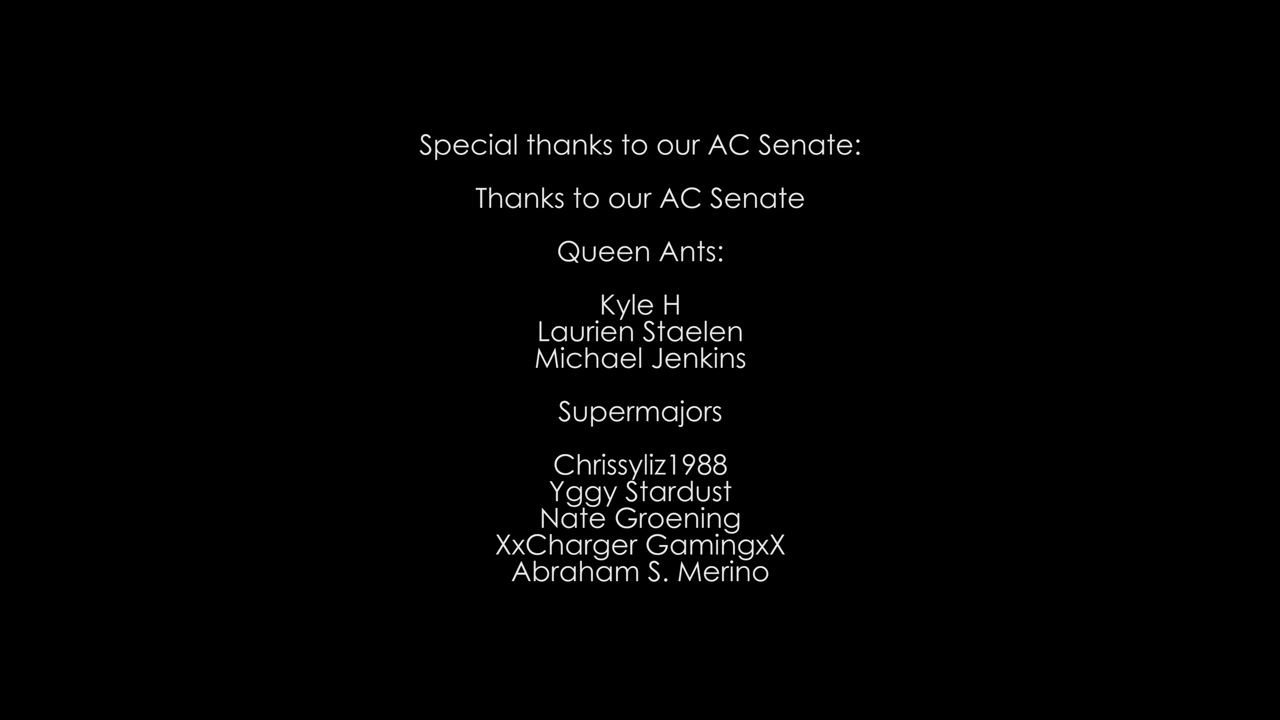 Special thanks to our AC Senate:
Thanks to our AC Senate
Queen Ants:
Kyle H
Laurien Staelen
Michael Jenkins
Supermajors
Chrissyliz1988
Yggy Stardust
Nate Groening
XxCharger GamingxX
Abraham S. Merino